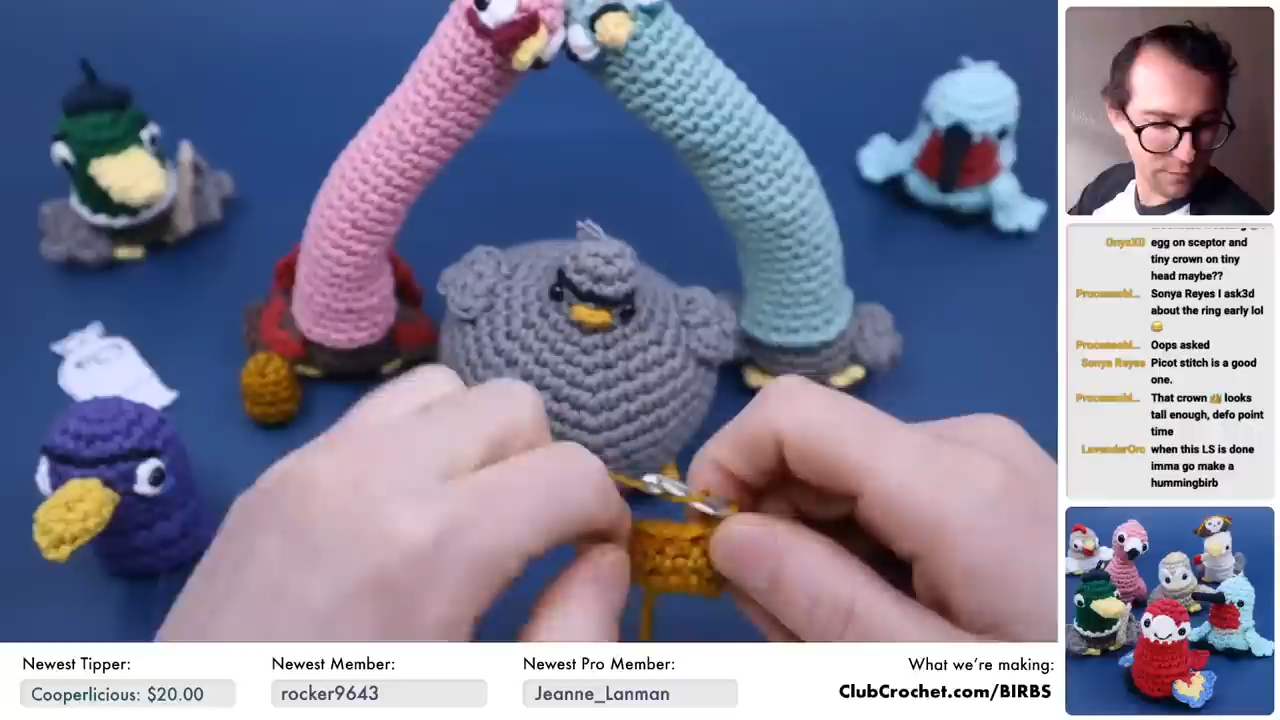 OnyxXO egg on sceptor and
tiny crown on tiny
head maybe??
Sonya Reyes I ask3d
about the ring early lol
😂
Oops asked
Sonya Reyes Picot stitch is a good
one.
That crown 👑 looks
tall enough, defo point
time
LavenderOro when this LS is done
imma go make a
hummingbirb
Newest Tipper:
Cooperlicious: $20.00
Newest Member:
rocker9643
Newest Pro Member:
Jeanne_Lanman
What we're making:
ClubCrochet.com/BIRBS